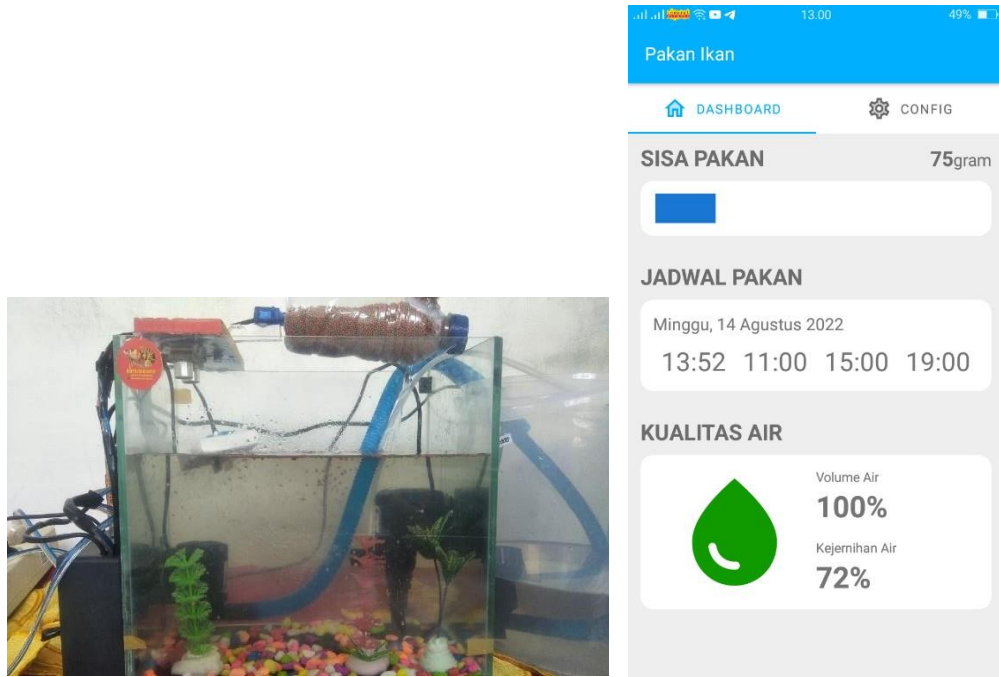 13.00
49%
Pakan Ikan
DASHBOARD
CONFIG
SISA PAKAN
75gram
JADWAL PAKAN
Minggu, 14 Agustus 2022
13:52 11:00 15:00 19:00
KUALITAS AIR
Volume Air
100%
Kejernihan Air
72%